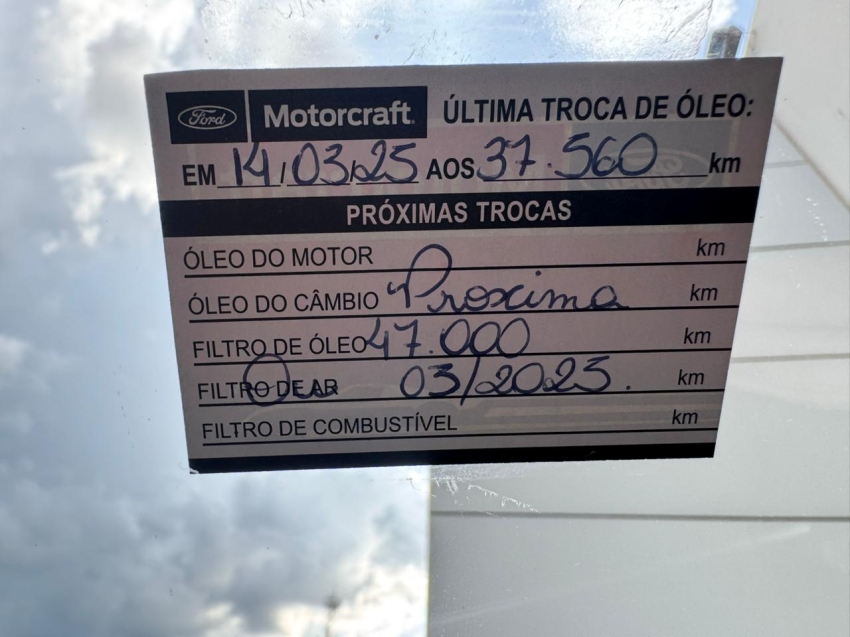 Ford Motorcraft ÚLTIMA TROCA DE ÓLEO:
EM 14/03/25 AOS 37.560 km
PRÓXIMAS TROCAS
ÓLEO DO MOTOR km
ÓLEO DO CÂMBIO Proxima km
FILTRO DE ÓLEO 47.000 km
FILTRO DE AR Ou 03/2025. km
FILTRO DE COMBUSTÍVEL km